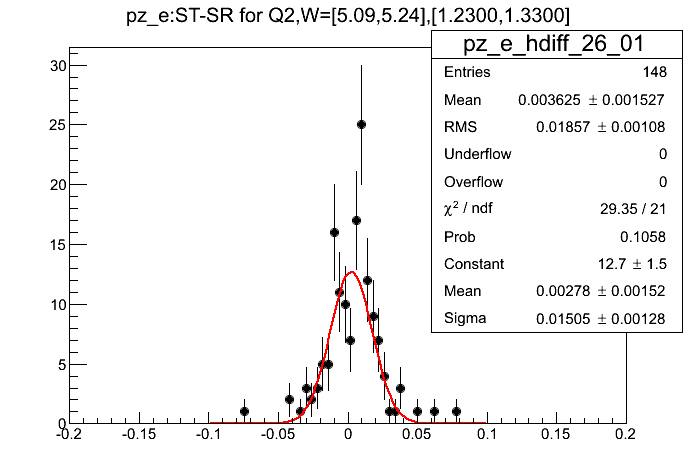 pz_e:ST-SR for Q2,W=[5.09,5.24],[1.2300,1.3300]
pz_e_hdiff_26_01
Entries 148
Mean 0.003625 ± 0.001527
RMS 0.01857 ± 0.00108
Underflow 0
Overflow 0
χ² / ndf 29.35 / 21
Prob 0.1058
Constant 12.7 ± 1.5
Mean 0.00278 ± 0.00152
Sigma 0.01505 ± 0.00128
30
25
20
15
10
5
0
-0.2 -0.15 -0.1 -0.05 0 0.05 0.1 0.15 0.2